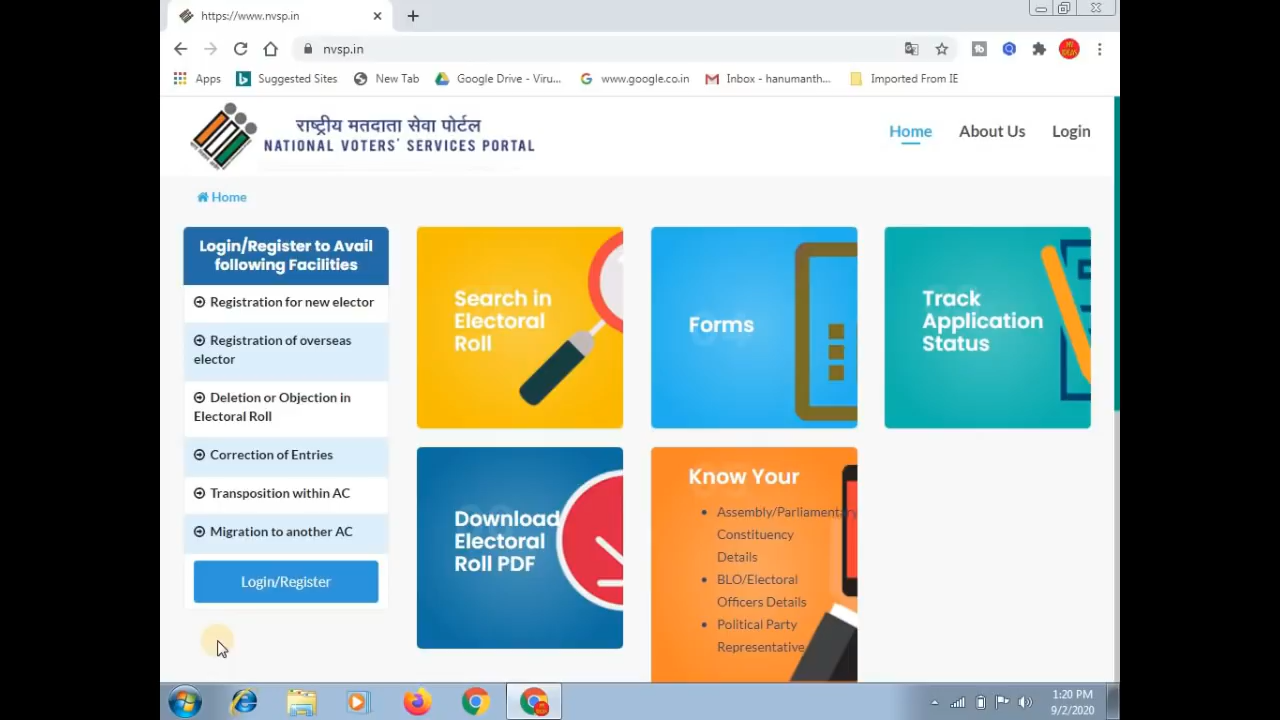 https://www.nvsp.in
nvsp.in
Apps
Suggested Sites
New Tab
Google Drive - Viru...
www.google.co.in
Inbox - hanumanth...
Imported From IE
राष्ट्रीय मतदाता सेवा पोर्टल
NATIONAL VOTERS' SERVICES PORTAL
Home
About Us
Login
Home
Login/Register to Avail
following Facilities
Registration for new elector
Registration of overseas
elector
Deletion or Objection in
Electoral Roll
Correction of Entries
Transposition within AC
Migration to another AC
Login/Register
Search in
Electoral
Roll
Forms
Track
Application
Status
Download
Electoral
Roll PDF
Know Your
Assembly/Parliamentary
Constituency
Details
BLO/Electoral
Officers Details
Political Party
Representative
1:20 PM
9/2/2020